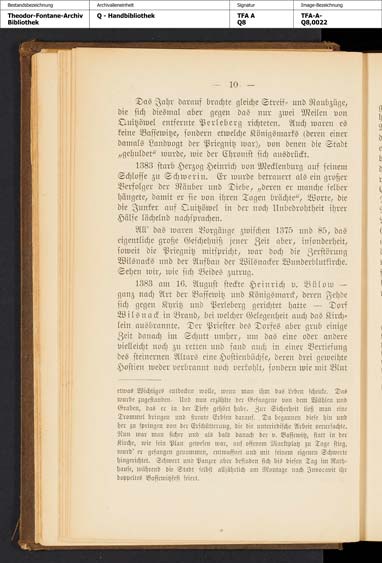 Bestandsbezeichnung Archivalieneinheit Signatur Image-Bezeichnung
Theodor-Fontane-Archiv Q - Handbibliothek TFA A TFA-A-
Bibliothek Q8 Q8,0022
— 10 —
Das Jahr darauf brachte gleiche Streif- und Raubzüge,
die sich diesmal aber gegen das nur zwei Meilen von
Quitzöwel entfernte Perleberg richteten. Auch waren es
keine Bassewitze, sondern etwelche Königsmarks (deren einer
damals Landvogt der Priegnitz war), von denen die Stadt
„gehulder“ wurde, wie der Chronist sich ausdrückt.
1383 starb Herzog Heinrich von Mecklenburg auf seinem
Schlosse zu Schwerin. Er wurde betrauert als ein großer
Verfolger der Räuber und Diebe, „deren er manche selber
hängete, damit er sie von ihren Tagen brächte“, Worte, die
die Junker auf Quitzöwel in der noch Unbedrohtheit ihrer
Höhle lächelnd nachsprachen.
All' das waren Vorgänge zwischen 1375 und 85, das
eigentliche große Geschehniß jener Zeit aber, insonderheit,
soweit die Priegnitz mitspricht, war doch die Zerstörung
Wilsnacks und der Aufbau der Wilsnacker Wunderblutkirche.
Sehen wir, wie sich Beides zutrug.
1383 am 16. August steckte Heinrich v. Bülow —
ganz nach Art der Bassewitz und Königsmarck, deren Fehde
sich gegen Kyritz und Perleberg gerichtet hatte — Dorf
Wilsnack in Brand, bei welcher Gelegenheit auch das Kirch-
lein ausbrannte. Der Priester des Dorfes aber grub einige
Zeit danach im Schutt umher, um das eine oder andere
vielleicht noch zu retten und fand auch in einer Vertiefung
des steinernen Altars eine Hostienbüchse, deren drei geweihte
Hostien weder verbrannt noch verkohlt, sondern wie mit Blut
etwas Wichtiges entdecken wolle, wenn man ihm das Leben schenke. Das
wurde zugestanden. Und nun erzählte der Gefangene von dem Wühlen und
Graben, das er in der Tiefe gehört habe. Zur Sicherheit ließ man eine
Trommel bringen und streute Erbsen darauf. Da begannen diese hin und
her zu springen von der Erschütterung, die die unterirdische Arbeit verursachte.
Nun war man sicher und als bald danach der v. Bassewitz, statt in der
Kirche, wie sein Plan gewesen war, auf offenem Marktplatz zu Tage stieg,
wurd' er gefangen genommen, entwaffnet und mit seinem eigenen Schwerte
hingerichtet. Schwert und Panzer aber befinden sich bis diesen Tag im Rath-
hause, während die Stadt selbst alljährlich am Montage nach Invocavit ihr
doppeltes Bassewitzfest feiert.